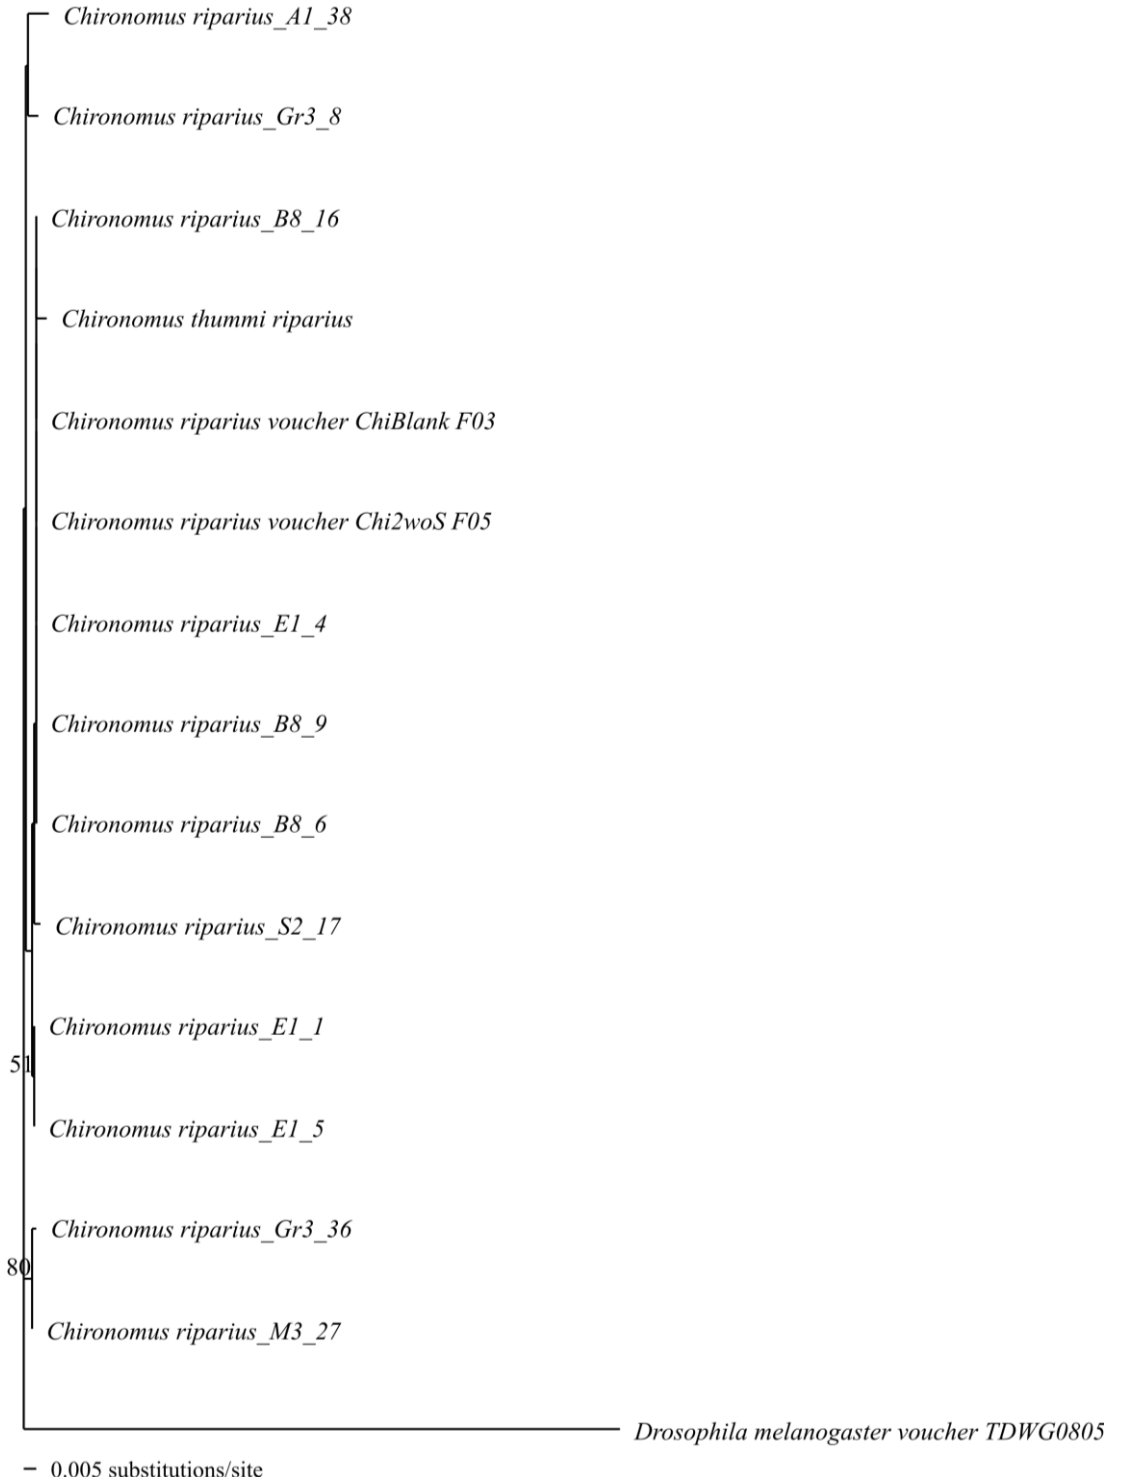 Chironomus riparius_A1_38
Chironomus riparius_Gr3_8
Chironomus riparius_B8_16
Chironomus thummi riparius
Chironomus riparius voucher ChiBlank F03
Chironomus riparius voucher Chi2woS F05
Chironomus riparius_E1_4
Chironomus riparius_B8_9
Chironomus riparius_B8_6
Chironomus riparius_S2_17
Chironomus riparius_E1_1
51
Chironomus riparius_E1_5
Chironomus riparius_Gr3_36
80
Chironomus riparius_M3_27
Drosophila melanogaster voucher TDWG0805
0.005 substitutions/site